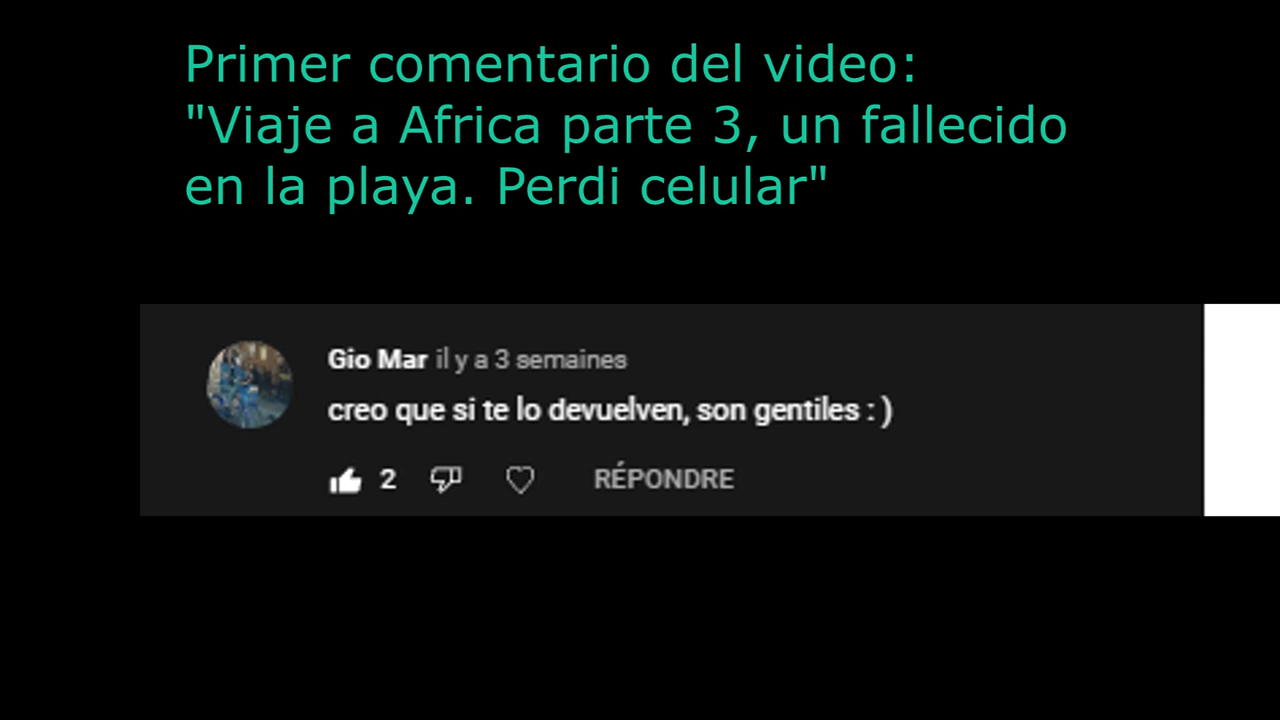 Primer comentario del video:
"Viaje a Africa parte 3, un fallecido
en la playa. Perdi celular"
Gio Mar il y a 3 semaines
creo que si te lo devuelven, son gentiles : )
2 RÉPONDRE